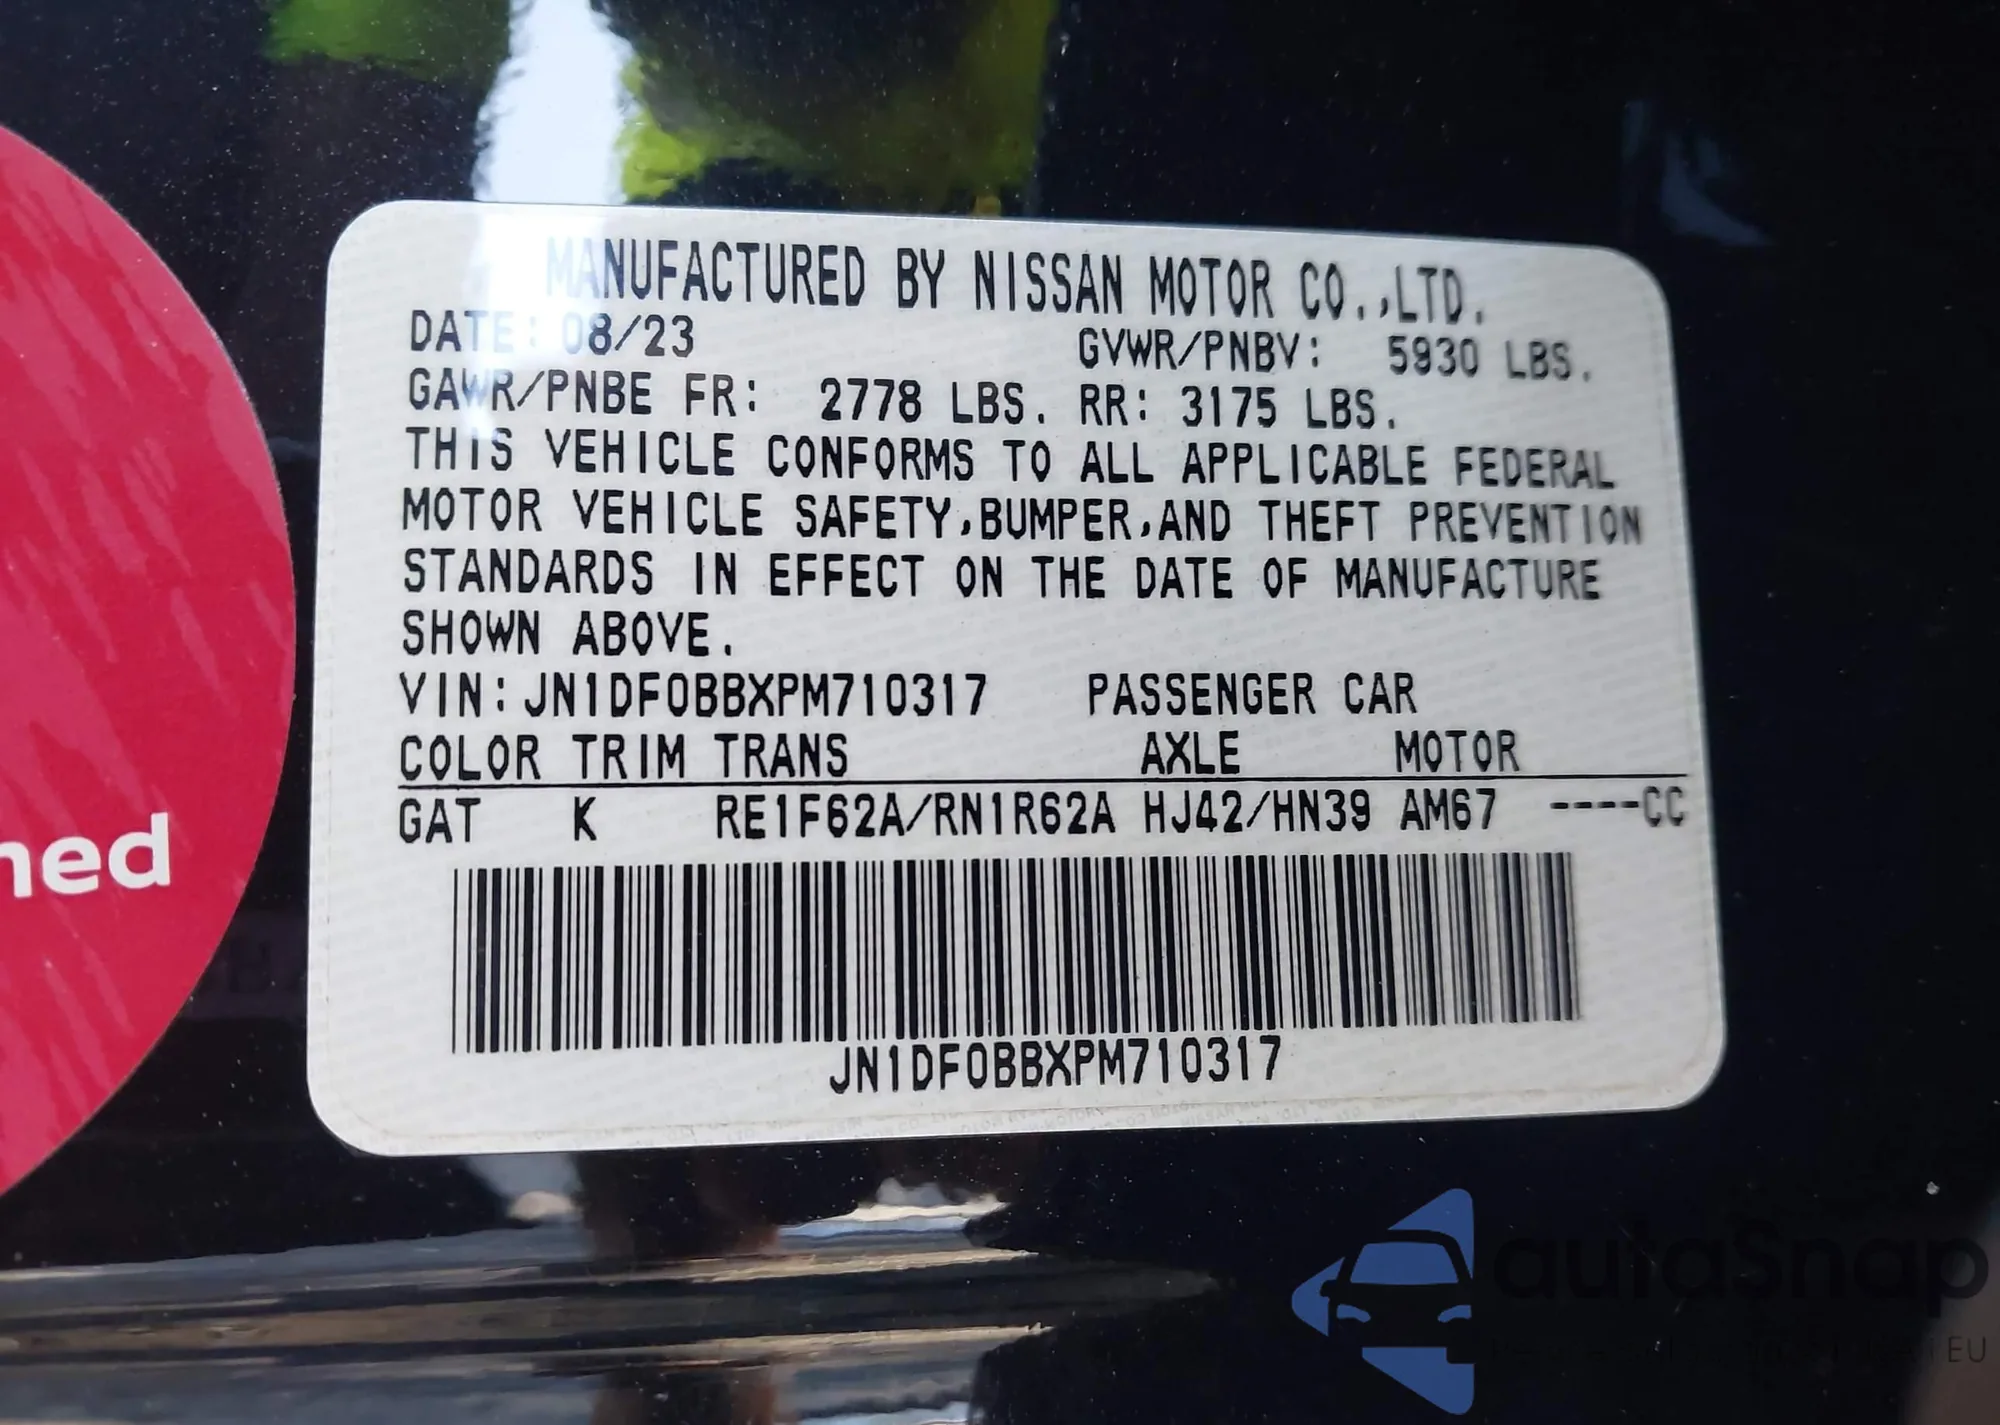 MANUFACTURED BY NISSAN MOTOR CO.,LTD.
DATE: 08/23 GVWR/PNBV: 5930 LBS.
GAWR/PNBE FR: 2778 LBS. RR: 3175 LBS.
THIS VEHICLE CONFORMS TO ALL APPLICABLE FEDERAL
MOTOR VEHICLE SAFETY,BUMPER,AND THEFT PREVENTION
STANDARDS IN EFFECT ON THE DATE OF MANUFACTURE
SHOWN ABOVE.
VIN:JN1DF0BBXPM710317 PASSENGER CAR
COLOR TRIM TRANS AXLE MOTOR
GAT K RE1F62A/RN1R62A HJ42/HN39 AM67 ----CC
JN1DF0BBXPM710317
ned
autoSnap
EU